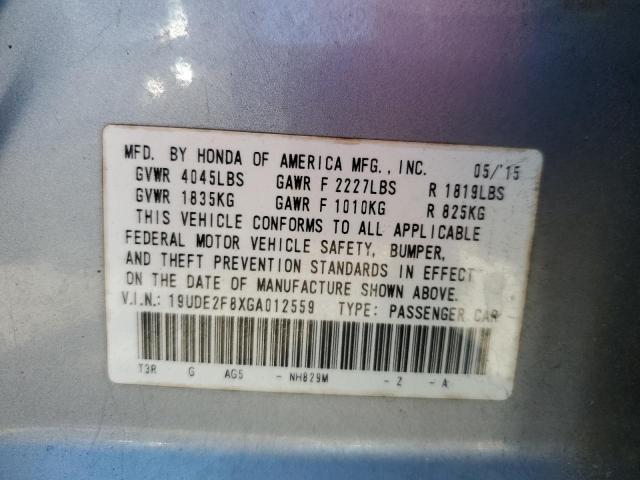 MFD. BY HONDA OF AMERICA MFG., INC. 05/'15
GVWR 4045LBS GAWR F 2227LBS R 1819LBS
GVWR 1835KG GAWR F 1010KG R 825KG
THIS VEHICLE CONFORMS TO ALL APPLICABLE
FEDERAL MOTOR VEHICLE SAFETY, BUMPER,
AND THEFT PREVENTION STANDARDS IN EFFECT
ON THE DATE OF MANUFACTURE SHOWN ABOVE.
V.I.N.: 19UDE2F8XGA012559 TYPE: PASSENGER CAR
T3R G AG5 - NH829M - Z - A